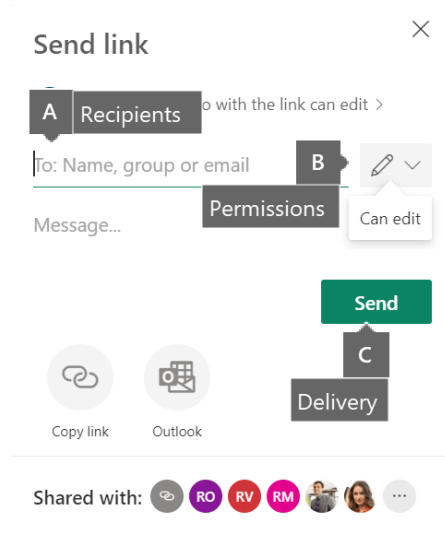 Send link
o with the link can edit >
A Recipients
To: Name, group or email
B
Permissions
Can edit
Message...
Send
C
Delivery
Copy link Outlook
Shared with: RO RV RM ...